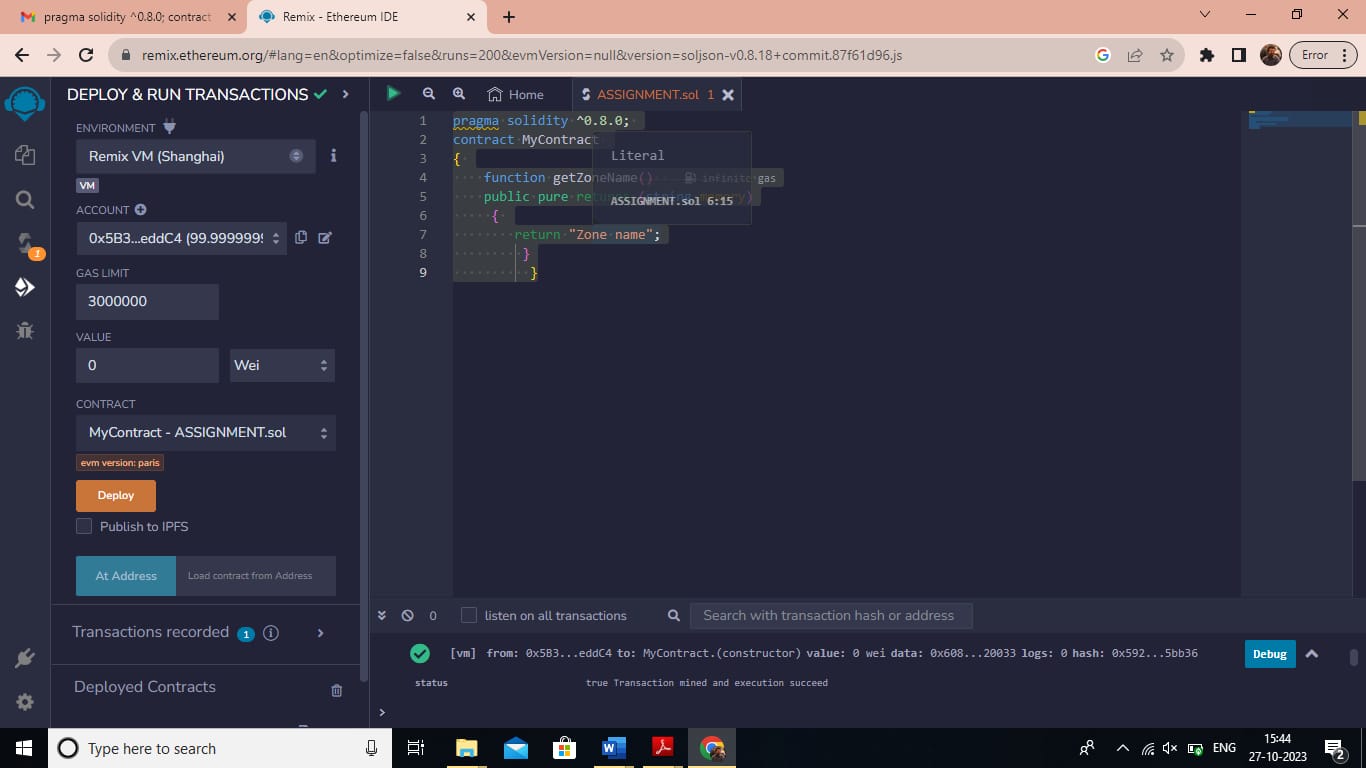 pragma solidity ^0.8.0; contract
Remix - Ethereum IDE
remix.ethereum.org/#lang=en&optimize=false&runs=200&evmVersion=null&version=soljson-v0.8.18+commit.87f61d96.js
Error
DEPLOY & RUN TRANSACTIONS
ENVIRONMENT
Remix VM (Shanghai)
VM
ACCOUNT
0x5B3...eddC4 (99.9999999
GAS LIMIT
3000000
VALUE
0
Wei
CONTRACT
MyContract - ASSIGNMENT.sol
evm version: paris
Deploy
Publish to IPFS
At Address
Load contract from Address
Transactions recorded 1
Deployed Contracts
1
Home
ASSIGNMENT.sol 1
1 pragma solidity ^0.8.0;
2 contract MyContract
3 {
4 function getZoneName() infinite gas
5 public pure returns (string memory)
6 {
7 return "Zone name";
8 }
9 }
Literal
ASSIGNMENT.sol 6:15
0
listen on all transactions
Search with transaction hash or address
[vm] from: 0x5B3...eddC4 to: MyContract.(constructor) value: 0 wei data: 0x608...20033 logs: 0 hash: 0x592...5bb36
Debug
status true Transaction mined and execution succeed
>
Type here to search
ENG
15:44
27-10-2023
2